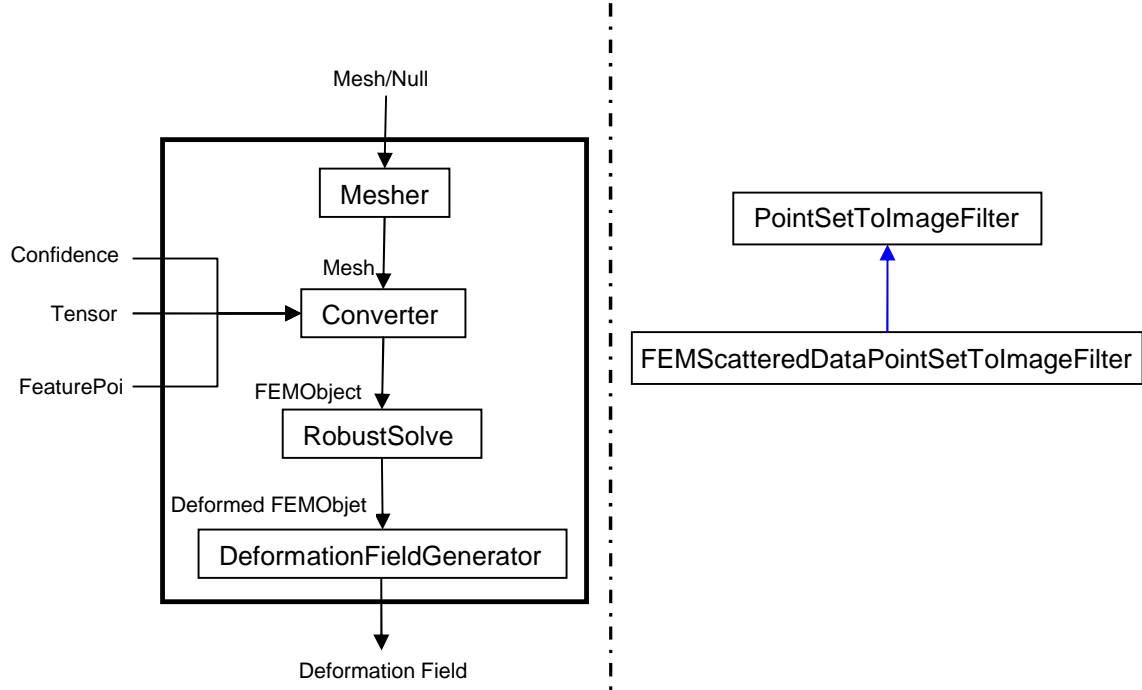 Mesh/Null
Mesher
Mesh
Confidence
Tensor
FeaturePoi
Converter
FEMObject
RobustSolve
Deformed FEMObjet
DeformationFieldGenerator
Deformation Field
PointSetToImageFilter
FEMScatteredDataPointSetToImageFilter